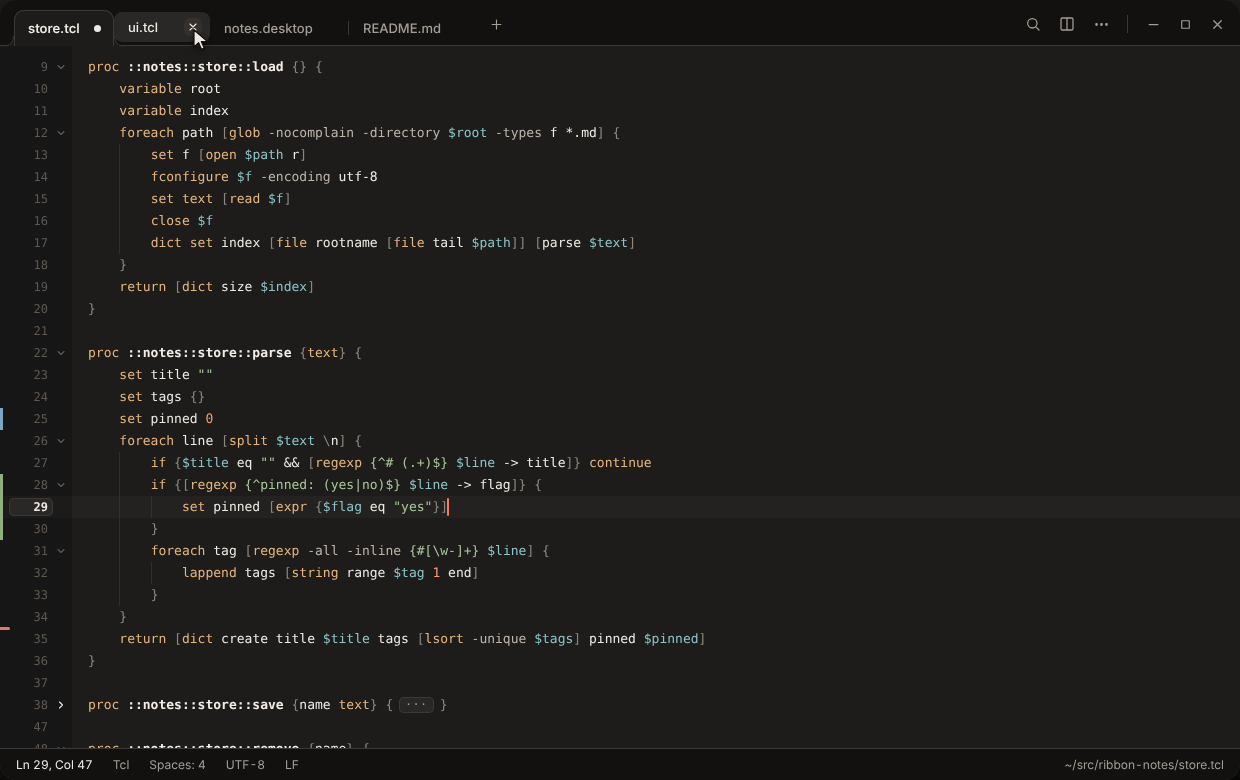 store.tcl ui.tcl notes.desktop README.md
9 proc ::notes::store::load {} {
10 variable root
11 variable index
12 foreach path [glob -nocomplain -directory $root -types f *.md] {
13 set f [open $path r]
14 fconfigure $f -encoding utf-8
15 set text [read $f]
16 close $f
17 dict set index [file rootname [file tail $path]] [parse $text]
18 }
19 return [dict size $index]
20 }
21
22 proc ::notes::store::parse {text} {
23 set title ""
24 set tags {}
25 set pinned 0
26 foreach line [split $text \n] {
27 if {$title eq "" && [regexp {^# (.+)$} $line -> title]} continue
28 if {[regexp {^pinned: (yes|no)$} $line -> flag]} {
29 set pinned [expr {$flag eq "yes"}]
30 }
31 foreach tag [regexp -all -inline {#[\w-]+} $line] {
32 lappend tags [string range $tag 1 end]
33 }
34 }
35 return [dict create title $title tags [lsort -unique $tags] pinned $pinned]
36 }
37
38 proc ::notes::store::save {name text} { ··· }
47
48 proc ::notes::store::remove {name} {
Ln 29, Col 47 Tcl Spaces: 4 UTF-8 LF ~/src/ribbon-notes/store.tcl